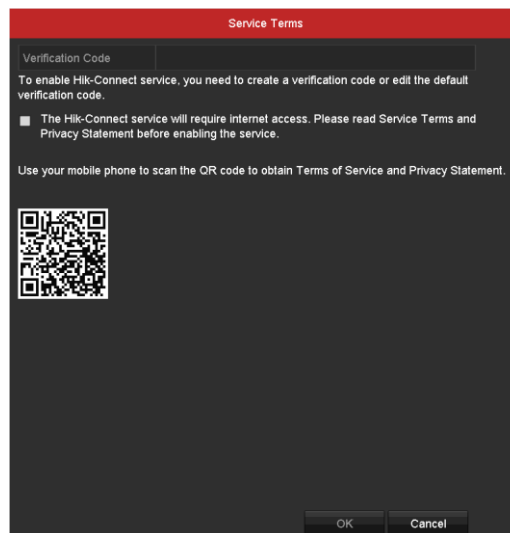 Service Terms
Verification Code
To enable Hik-Connect service, you need to create a verification code or edit the default
verification code.
The Hik-Connect service will require internet access. Please read Service Terms and
Privacy Statement before enabling the service.
Use your mobile phone to scan the QR code to obtain Terms of Service and Privacy Statement.
OK Cancel